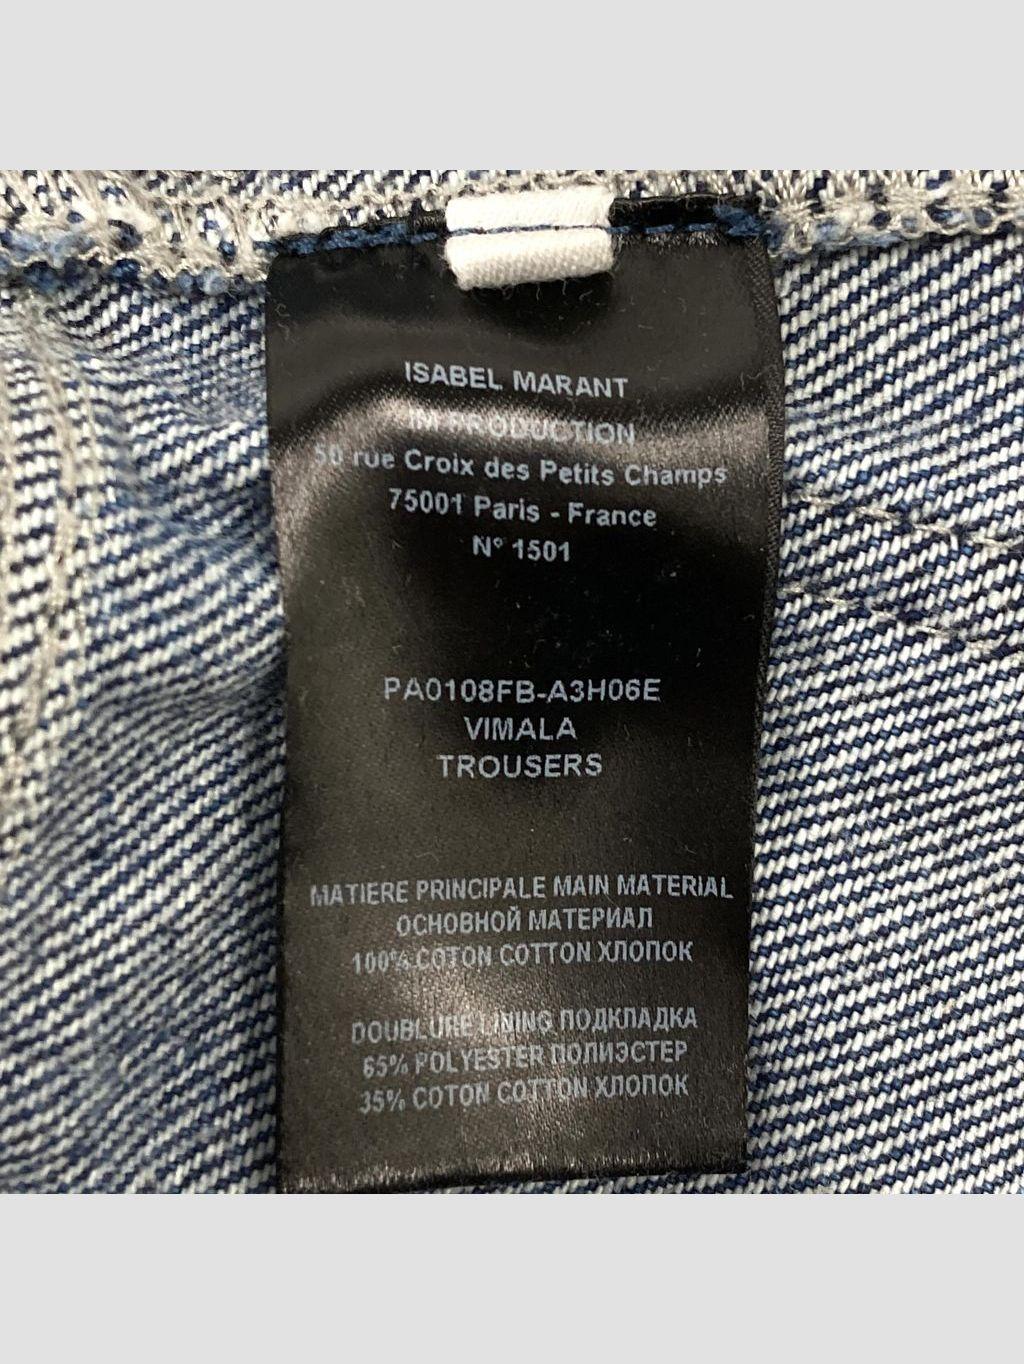 ISABEL MARANT
IM PRODUCTION
50 rue Croix des Petits Champs
75001 Paris - France
N° 1501
PA0108FB-A3H06E
VIMALA
TROUSERS
MATIERE PRINCIPALE MAIN MATERIAL
ОСНОВНОЙ МАТЕРИАЛ
100% COTON COTTON ХЛОПОК
DOUBLURE LINING ПОДКЛАДКА
65% POLYESTER ПОЛИЭСТЕР
35% COTON COTTON ХЛОПОК